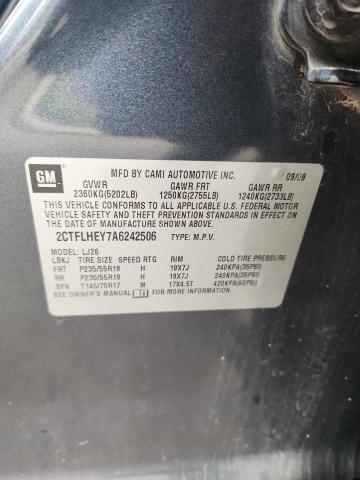 GM
MFD BY CAMI AUTOMOTIVE INC. 09/09
GVWR GAWR FRT GAWR RR
2360KG(5202LB) 1250KG(2755LB) 1240KG(2733LB)
THIS VEHICLE CONFORMS TO ALL APPLICABLE U.S. FEDERAL MOTOR
VEHICLE SAFETY AND THEFT PREVENTION STANDARDS IN EFFECT ON
THE DATE OF MANUFACTURE SHOWN ABOVE.
2CTFLHEY7A6242506 TYPE: M.P.V.
MODEL: LJ26
LBKJ TIRE SIZE SPEED RTG RIM COLD TIRE PRESSURE
FRT P235/55R19 H 19X7J 240KPA(35PSI)
RR P235/55R19 H 19X7J 240KPA(35PSI)
SPA T145/70R17 M 17X4.5T 420KPA(60PSI)
SEE OWNER'S MANUAL FOR MORE INFORMATION.